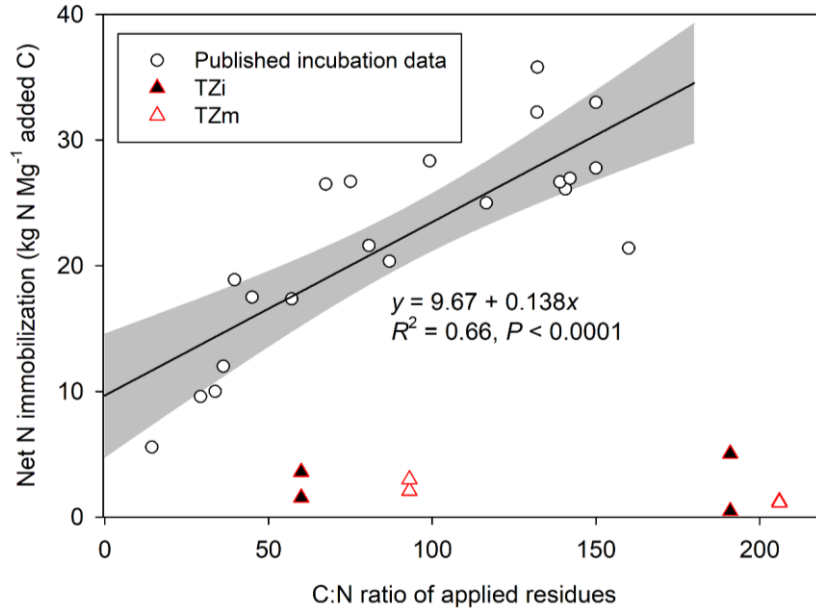 40
30
20
10
0
Net N immobilization (kg N Mg⁻¹ added C)
Published incubation data
TZi
TZm
y = 9.67 + 0.138x
R² = 0.66, P < 0.0001
0 50 100 150 200
C:N ratio of applied residues